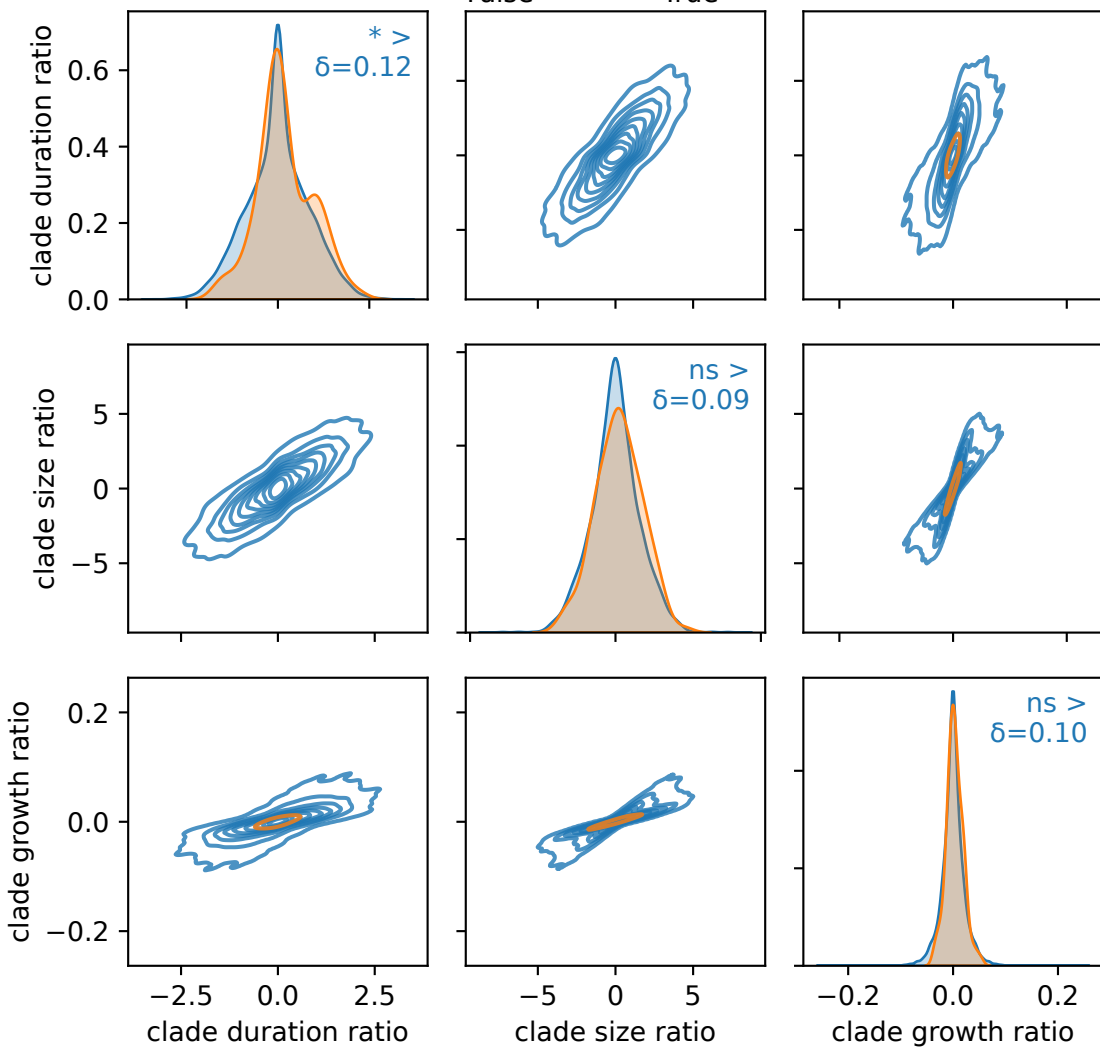 clade duration ratio
0.6
0.4
0.2
0.0
* >
δ=0.12
clade size ratio
5
0
−5
ns >
δ=0.09
clade growth ratio
0.2
0.0
−0.2
ns >
δ=0.10
−2.5 0.0 2.5
−5 0 5
−0.2 0.0 0.2
clade duration ratio
clade size ratio
clade growth ratio